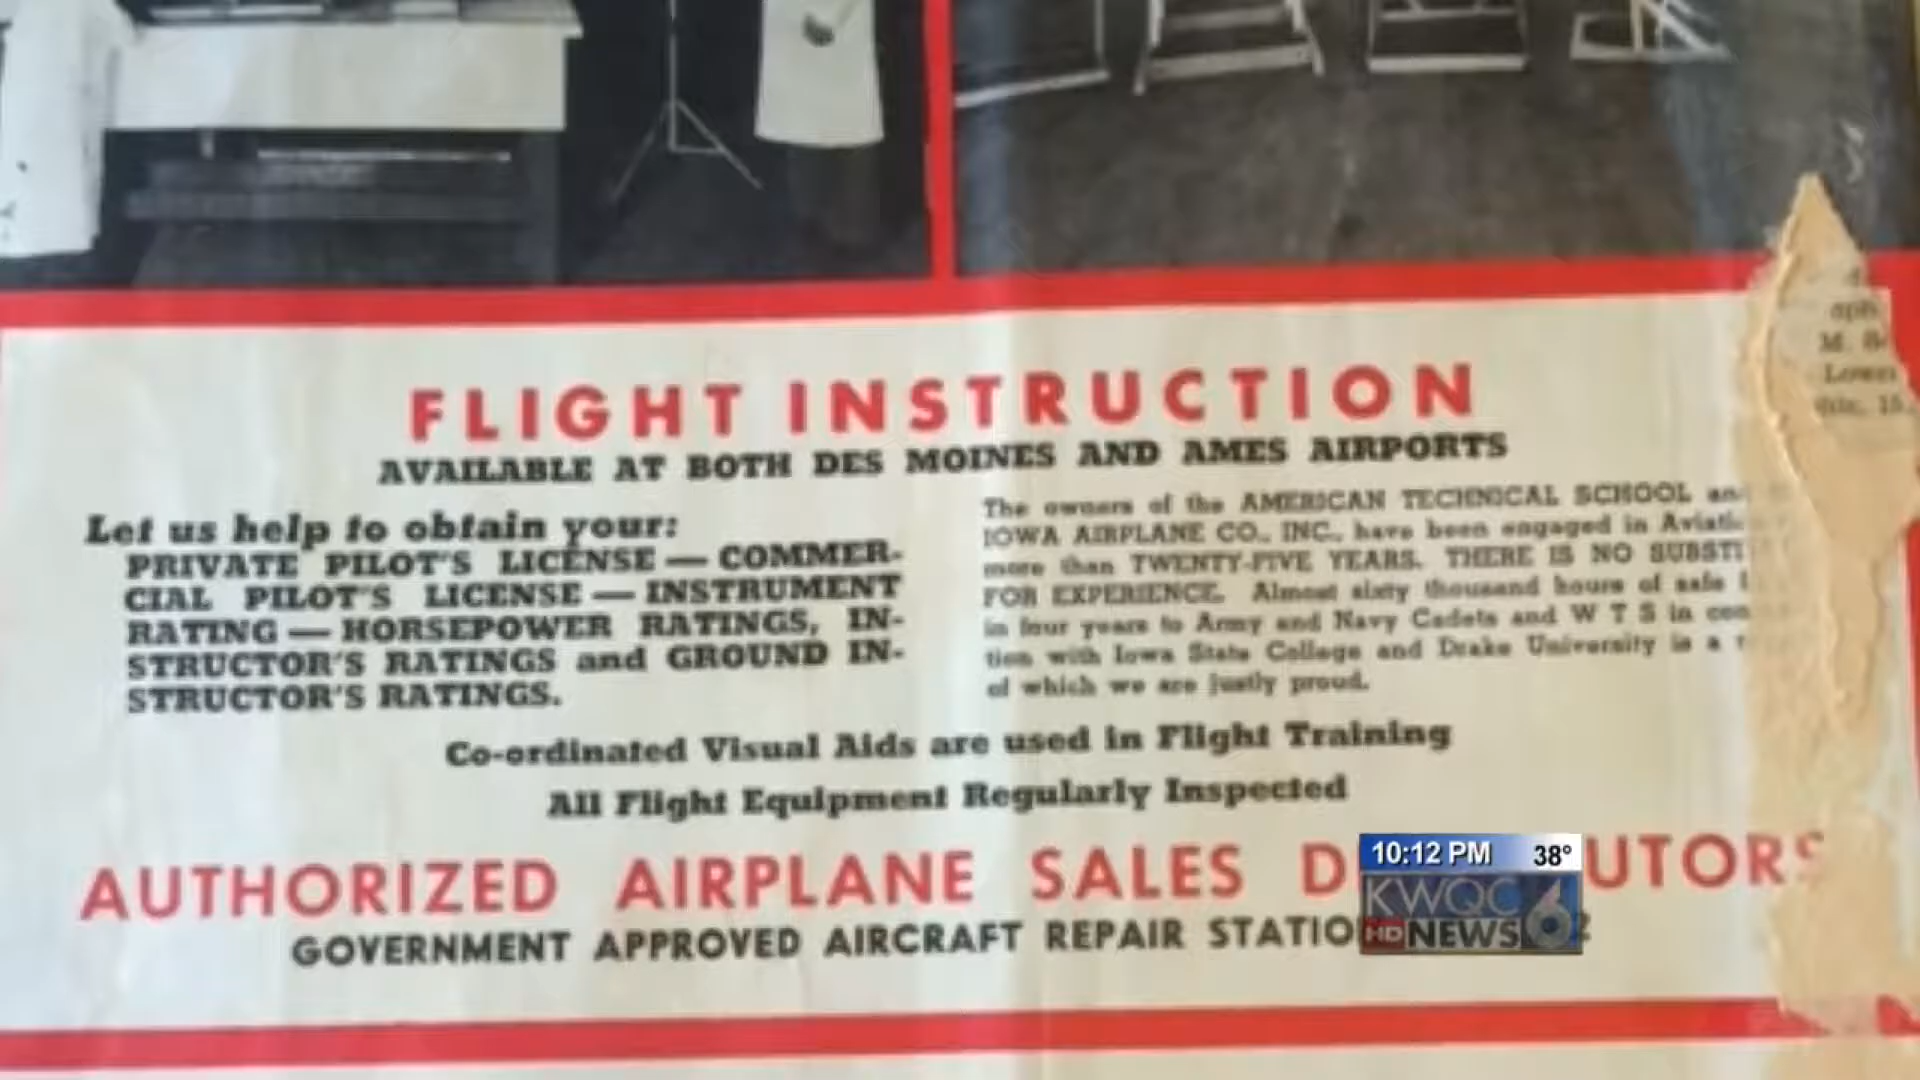 FLIGHT INSTRUCTION
AVAILABLE AT BOTH DES MOINES AND AMES AIRPORTS
Let us help to obtain your:
PRIVATE PILOT'S LICENSE — COMMER-
CIAL PILOT'S LICENSE — INSTRUMENT
RATING — HORSEPOWER RATINGS, IN-
STRUCTOR'S RATINGS and GROUND IN-
STRUCTOR'S RATINGS.
The owners of the AMERICAN TECHNICAL SCHOOL
IOWA AIRPLANE CO., INC., have been engaged in
more than TWENTY-FIVE YEARS. THERE IS NO
FOR EXPERIENCE. Almost sixty thousand hours of safe
in four years to Army and Navy Cadets and W T S in
tion with Iowa State College and Drake University is a
of which we are justly proud.
Co-ordinated Visual Aids are used in Flight Training
All Flight Equipment Regularly Inspected
AUTHORIZED AIRPLANE SALES D UTORS
GOVERNMENT APPROVED AIRCRAFT REPAIR STATIO
10:12 PM 38°
KWQC 6
HD NEWS
M.